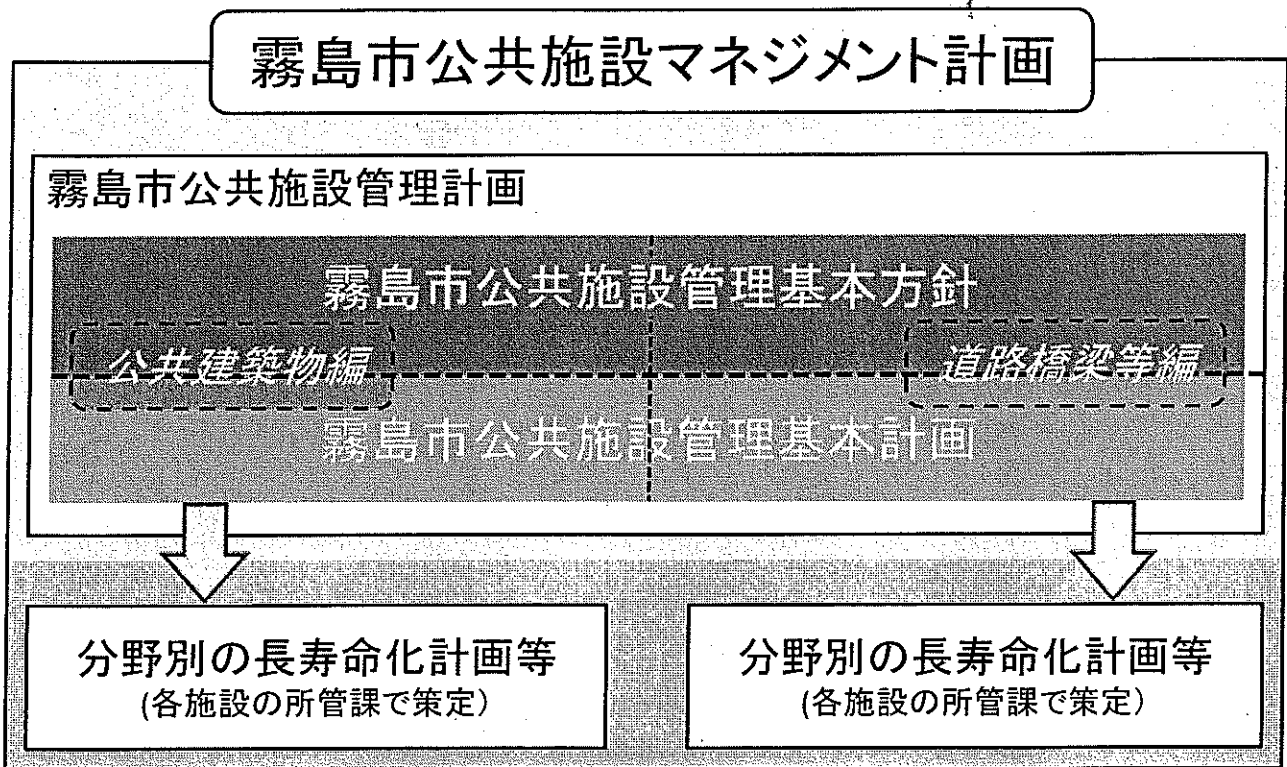 霧島市公共施設マネジメント計画
霧島市公共施設管理計画
霧島市公共施設管理基本方針
公共建築物編
道路橋梁等編
霧島市公共施設管理基本計画
分野別の長寿命化計画等
(各施設の所管課で策定)
分野別の長寿命化計画等
(各施設の所管課で策定)